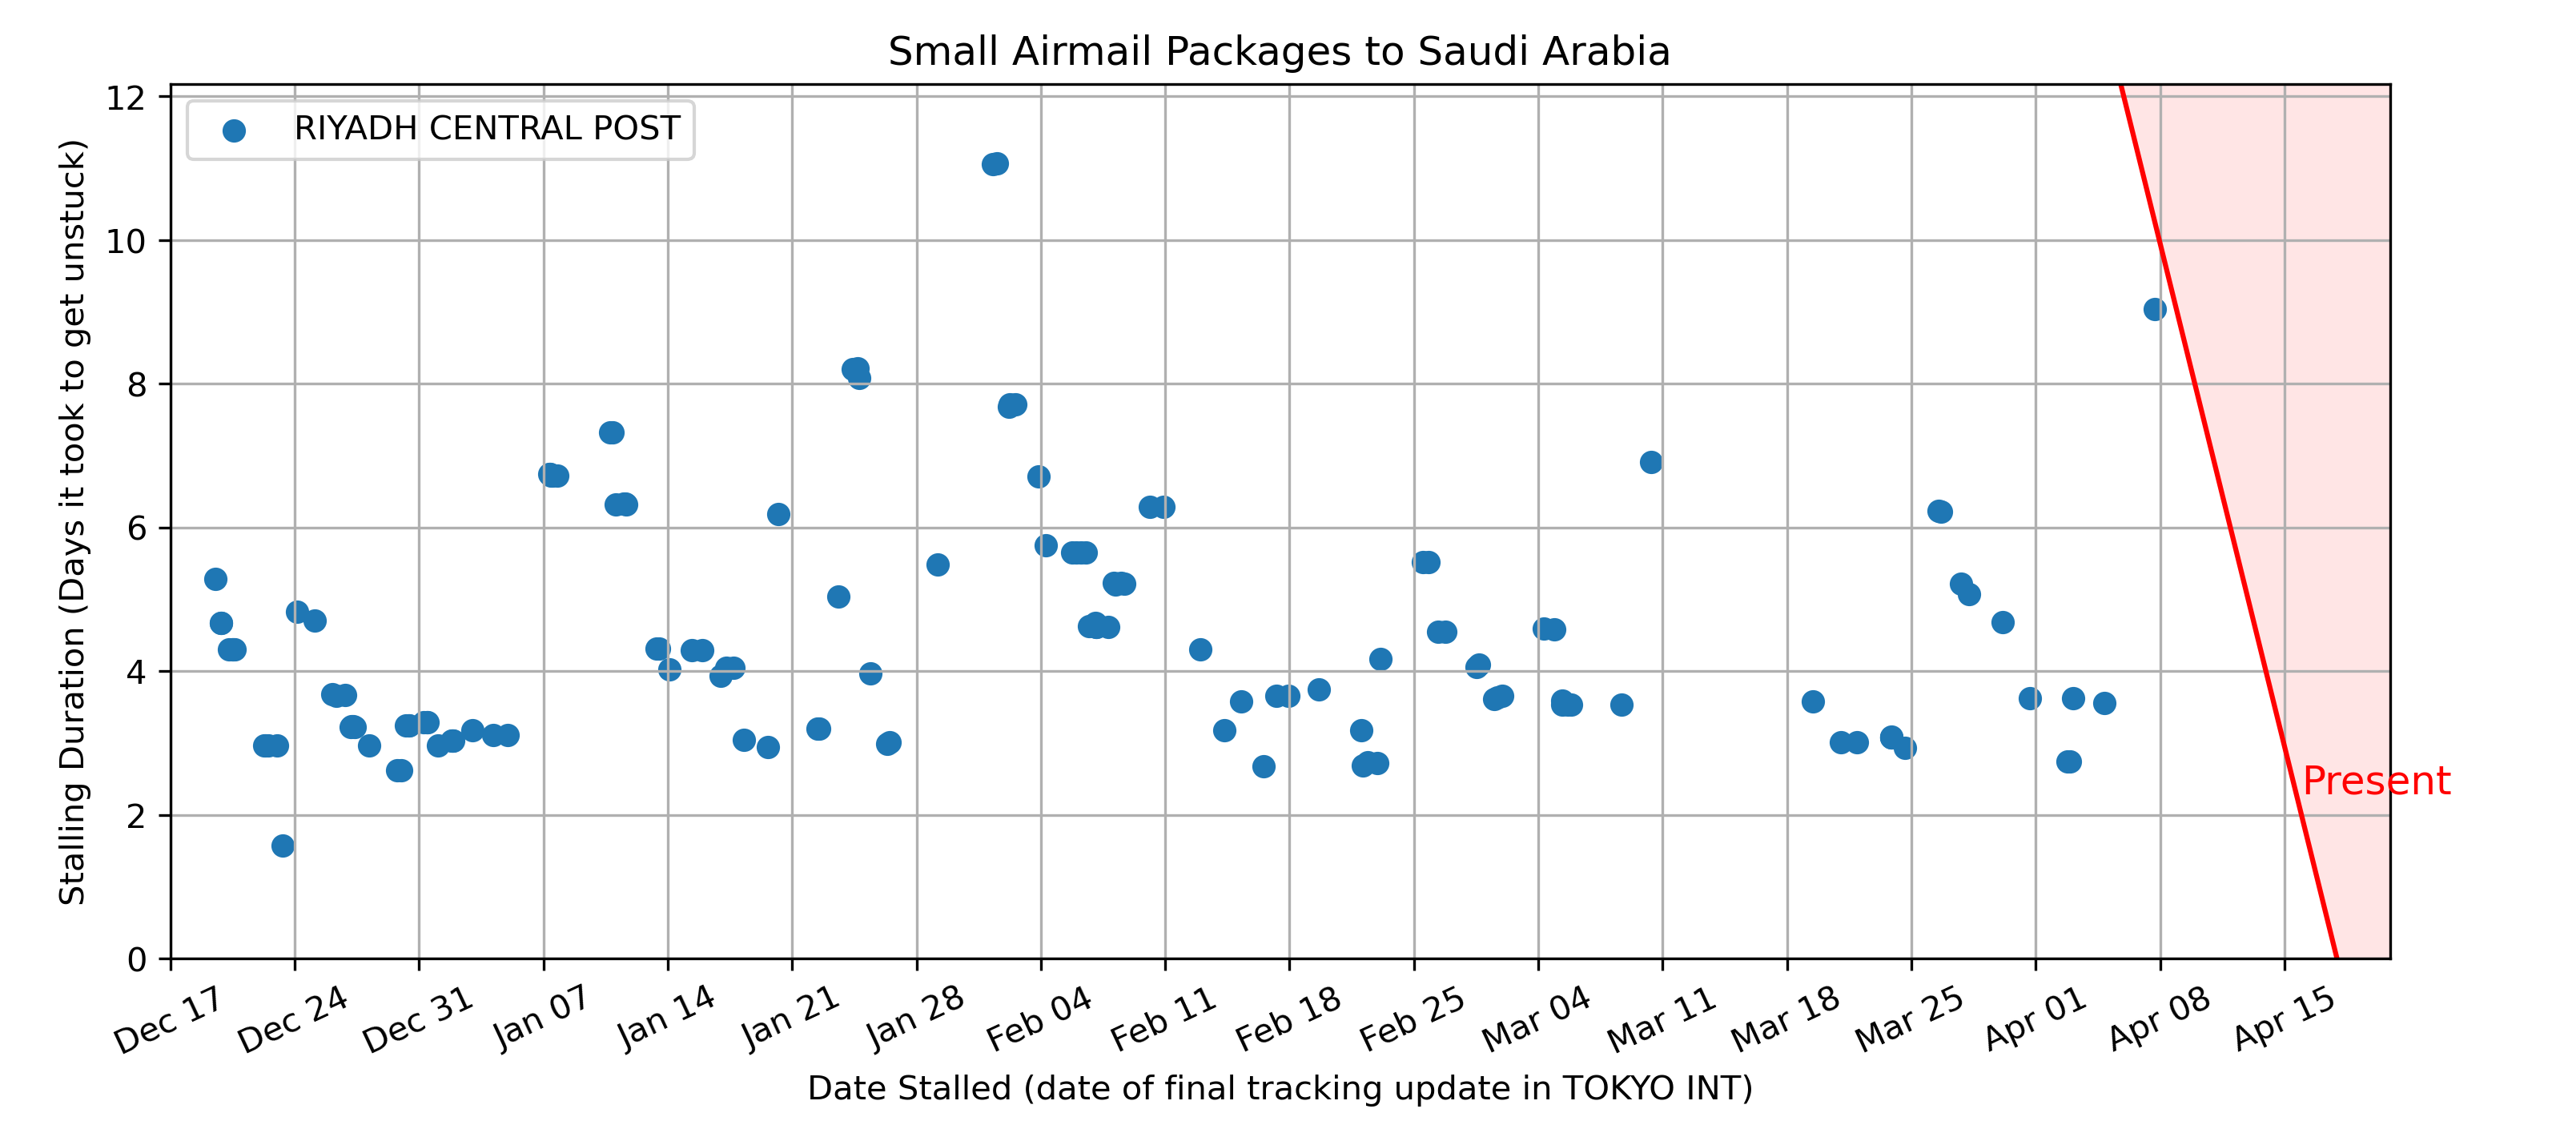 Small Airmail Packages to Saudi Arabia
RIYADH CENTRAL POST
Stalling Duration (Days it took to get unstuck)
12
10
8
6
4
2
0
Present
Dec 17
Dec 24
Dec 31
Jan 07
Jan 14
Jan 21
Jan 28
Feb 04
Feb 11
Feb 18
Feb 25
Mar 04
Mar 11
Mar 18
Mar 25
Apr 01
Apr 08
Apr 15
Date Stalled (date of final tracking update in TOKYO INT)